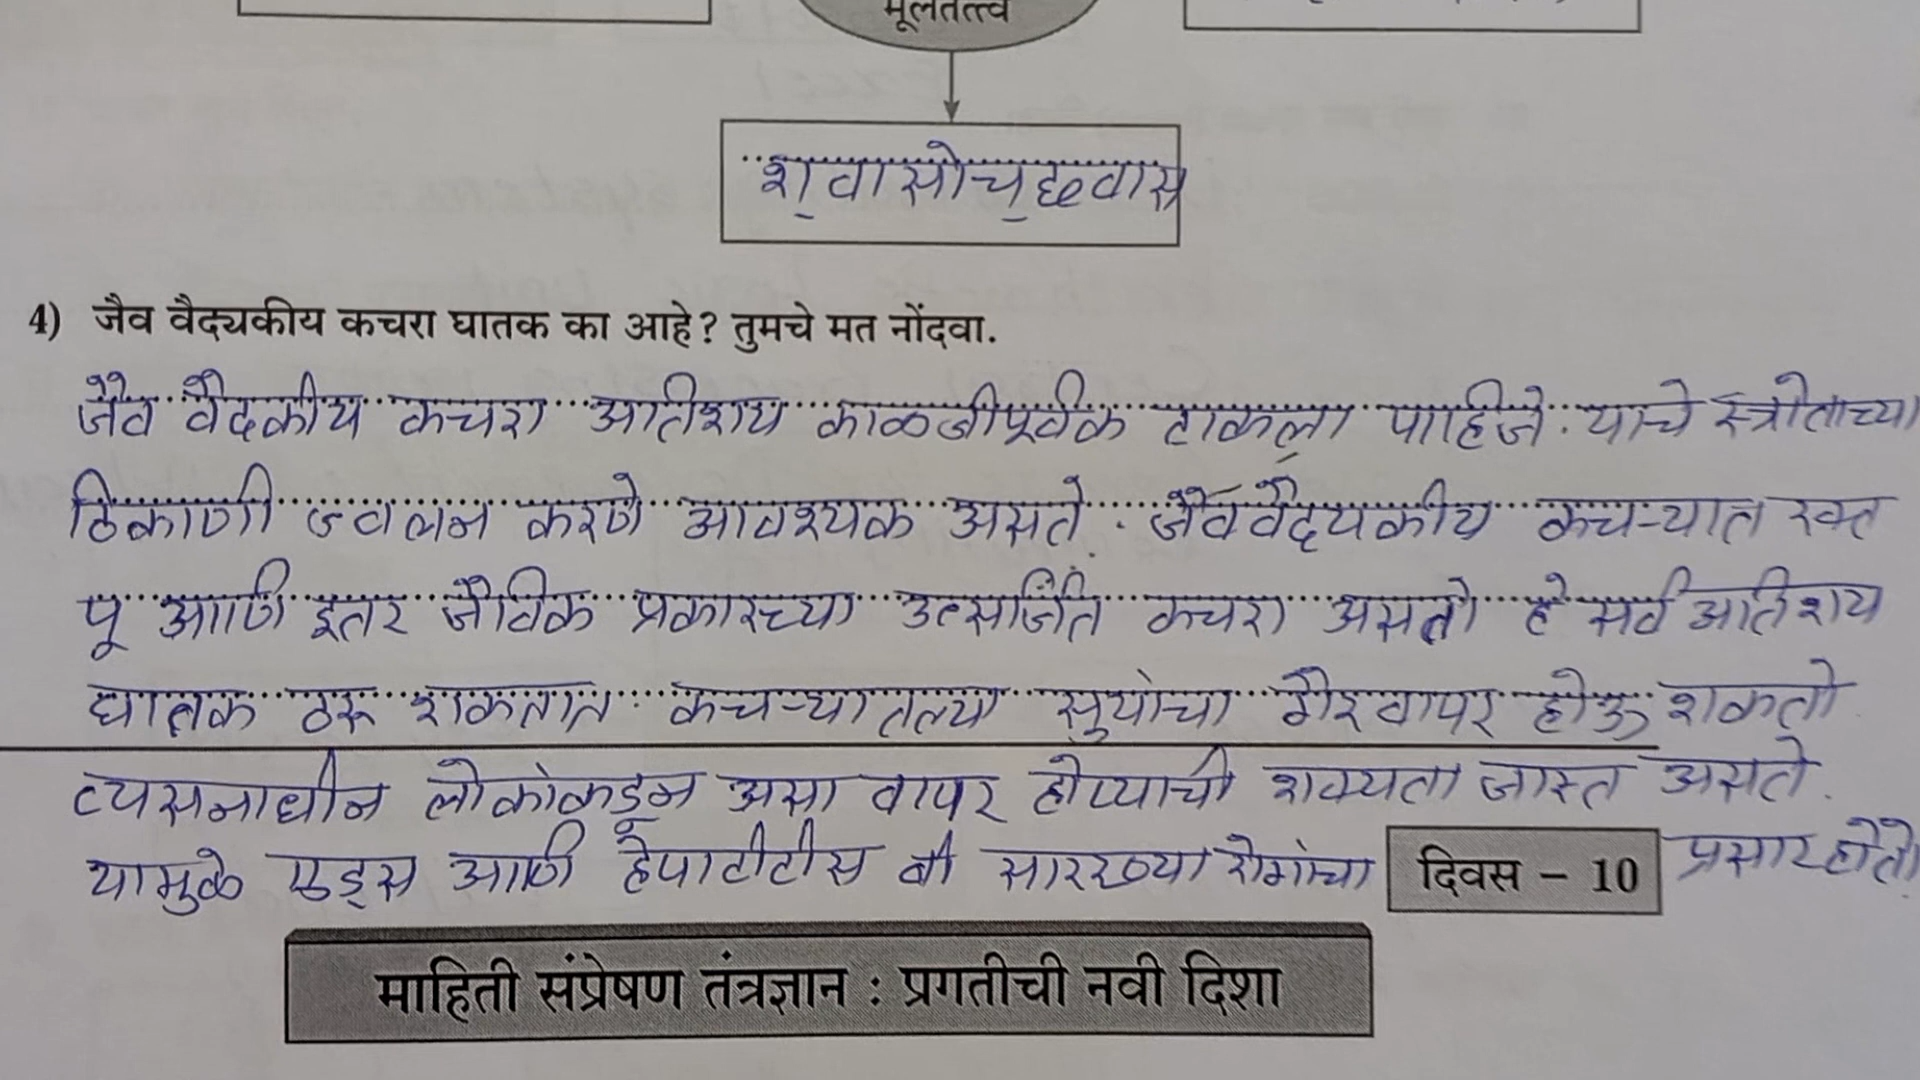 मूलतत्त्व
श्वासोच्छ्वास
4) जैव वैद्यकीय कचरा घातक का आहे? तुमचे मत नोंदवा.
जैव वैदकीय कचरा अतिशय काळजीपूर्वक टाकला पाहिजे. याचे स्त्रोताच्या
ठिकाणी ज्वलन करणे आवश्यक असते. जैववैद्यकीय कचऱ्यात रक्त
पू आणि इतर जैविक प्रकारच्या उत्सर्जित कचरा असतो हे सर्व अतिशय
घातक ठरू शकतात. कचऱ्यातल्या सुयांचा गैरवापर होऊ शकतो
व्यसनाधीन लोकांकडून असा वापर होण्याची शक्यता जास्त असते.
यामुळे एड्स आणि हेपाटीटीस बी सारख्या रोगांचा प्रसार होतो.
दिवस – 10
माहिती संप्रेषण तंत्रज्ञान : प्रगतीची नवी दिशा